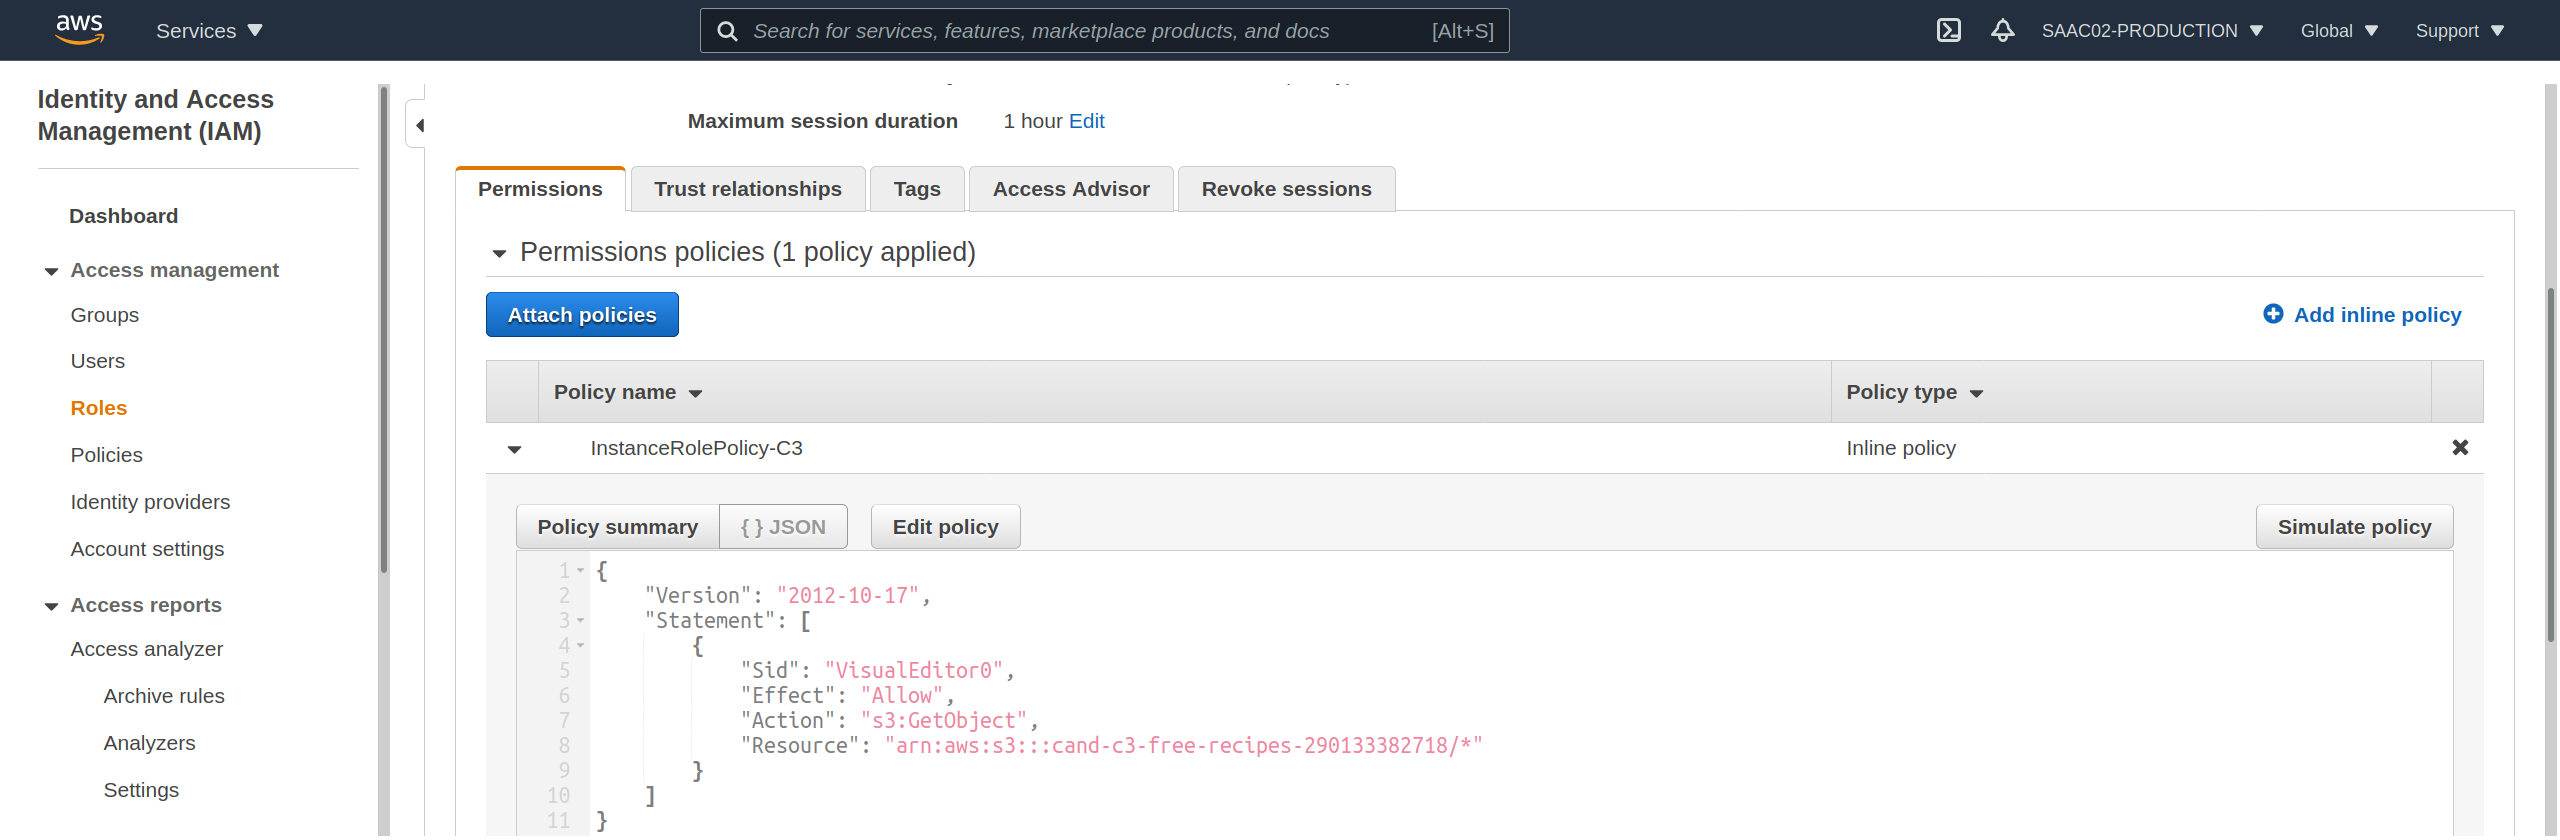 aws
Services
Search for services, features, marketplace products, and docs [Alt+S]
SAAC02-PRODUCTION
Global
Support
Identity and Access
Management (IAM)
Dashboard
Access management
Groups
Users
Roles
Policies
Identity providers
Account settings
Access reports
Access analyzer
Archive rules
Analyzers
Settings
Maximum session duration 1 hour Edit
Permissions Trust relationships Tags Access Advisor Revoke sessions
Permissions policies (1 policy applied)
Attach policies
Add inline policy
Policy name Policy type
InstanceRolePolicy-C3 Inline policy
Policy summary { } JSON Edit policy Simulate policy
1 {
2 "Version": "2012-10-17",
3 "Statement": [
4 {
5 "Sid": "VisualEditor0",
6 "Effect": "Allow",
7 "Action": "s3:GetObject",
8 "Resource": "arn:aws:s3:::cand-c3-free-recipes-290133382718/*"
9 }
10 ]
11 }